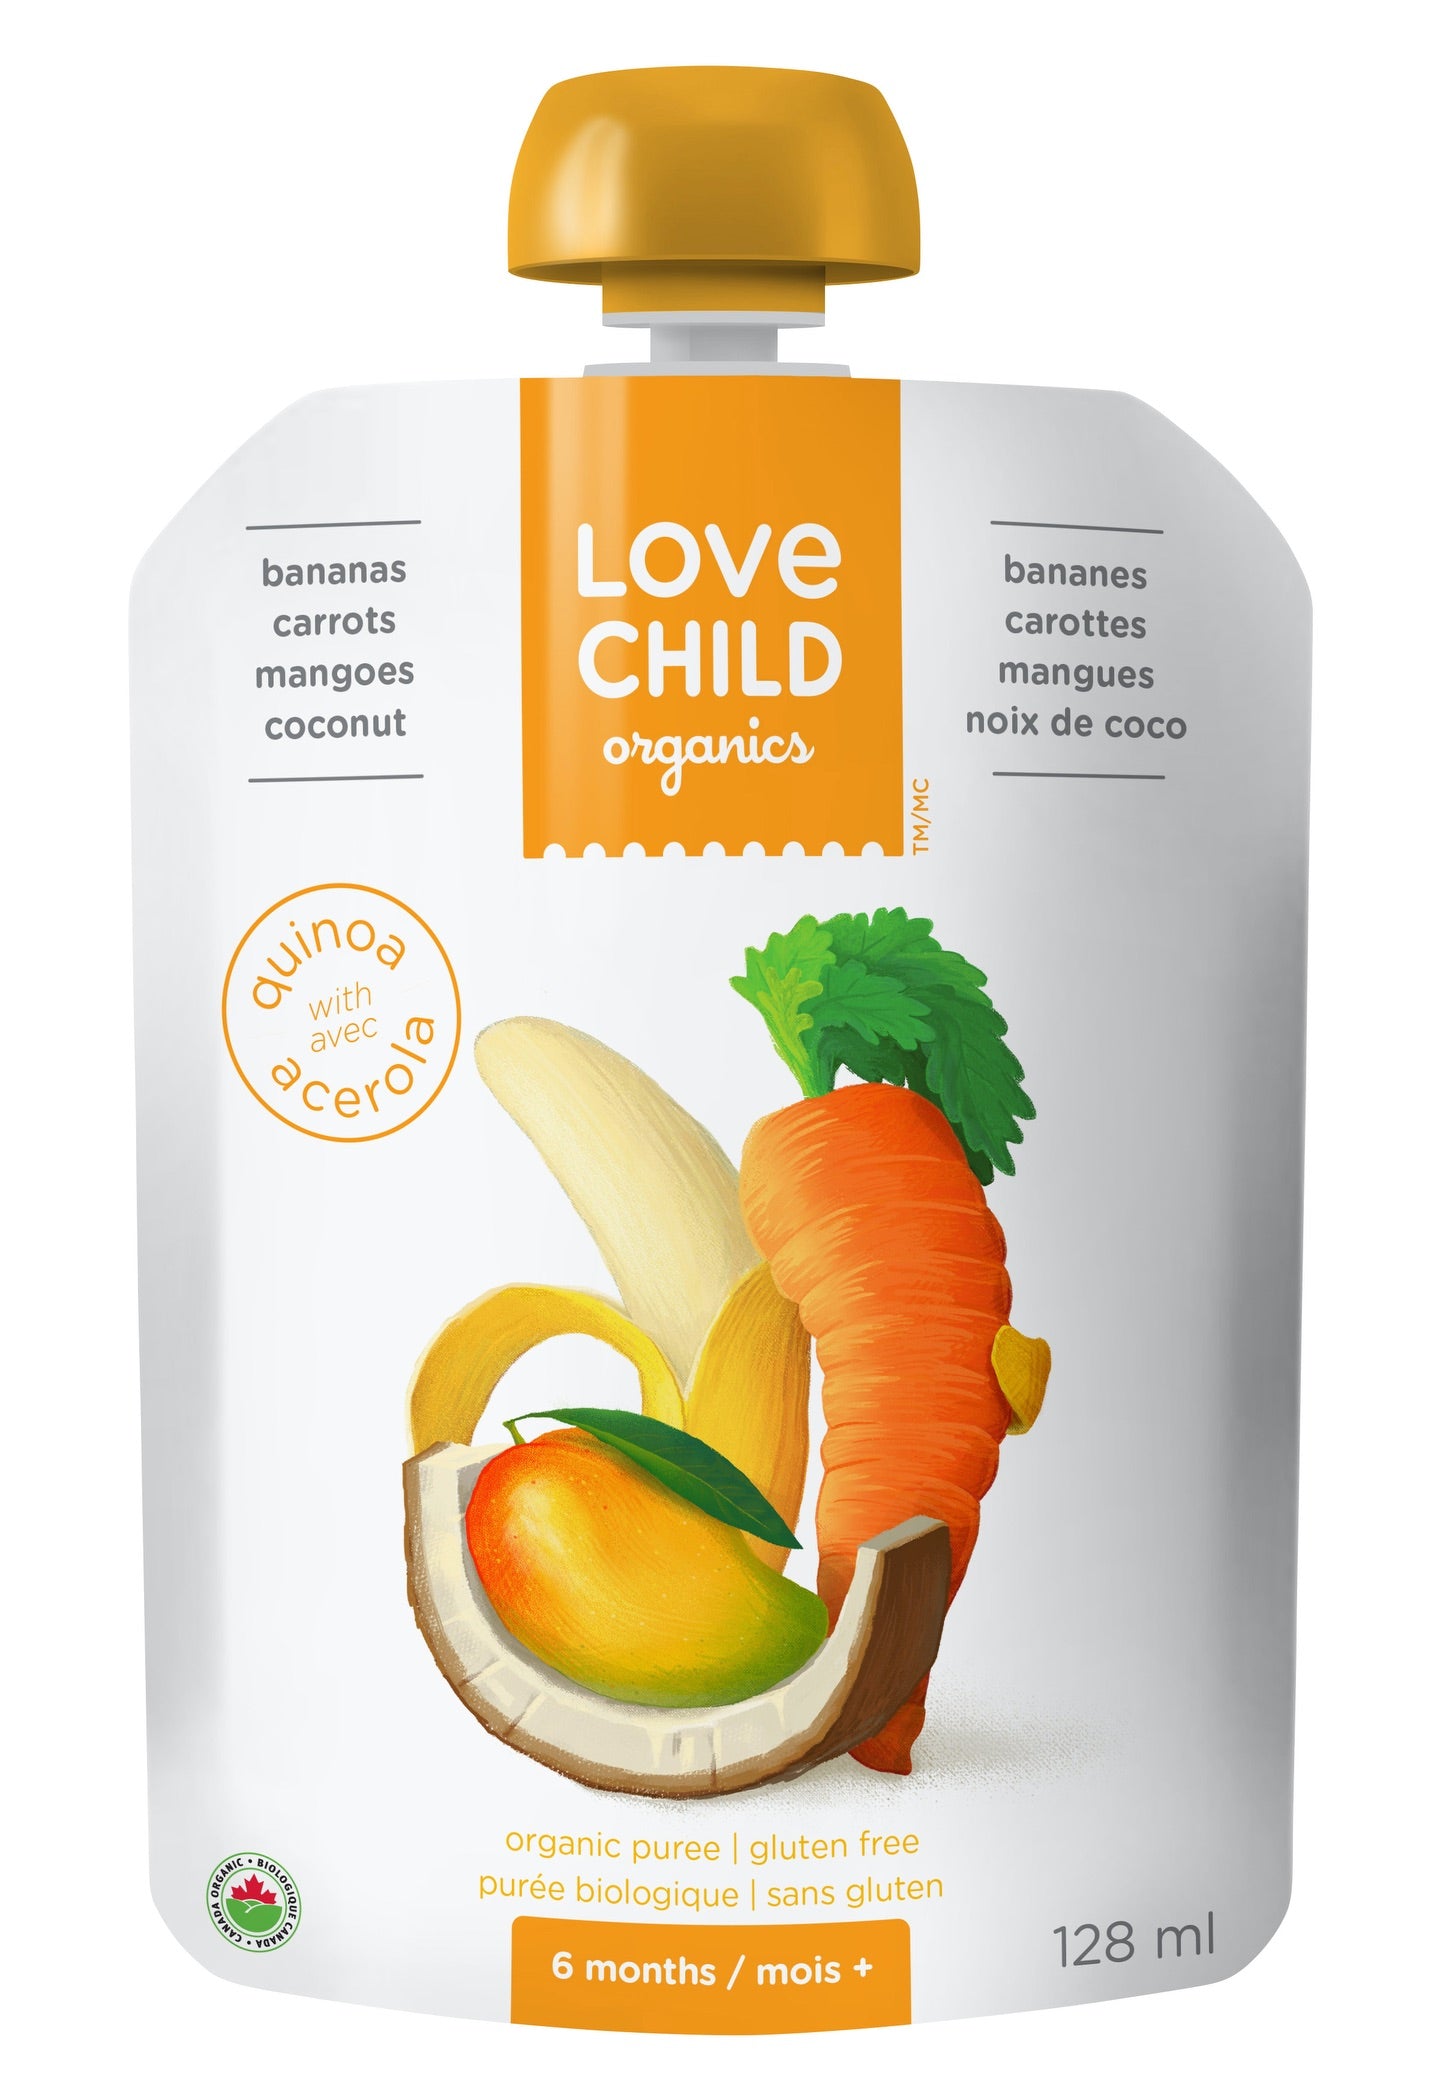 LOVE
CHILD
organics
TM/MC
bananas
carrots
mangoes
coconut
bananes
carottes
mangues
noix de coco
quinoa
with
avec
acerola
organic puree | gluten free
purée biologique | sans gluten
CANADA ORGANIC • BIOLOGIQUE CANADA •
6 months / mois +
128 ml